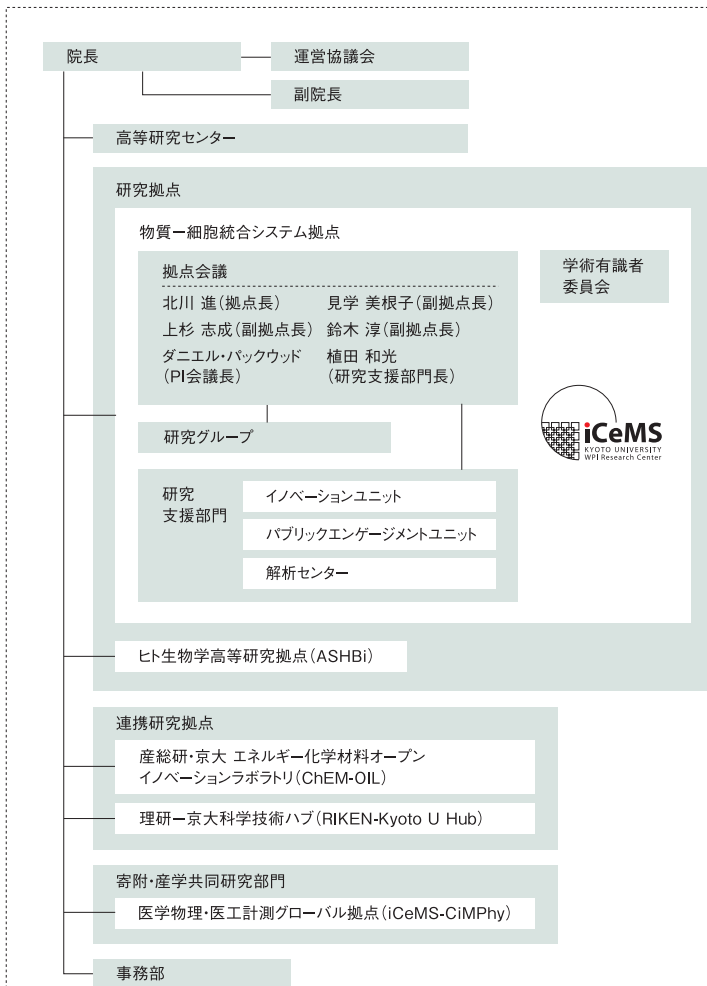 院長
運営協議会
副院長
高等研究センター
研究拠点
物質ー細胞統合システム拠点
拠点会議
北川 進(拠点長)
見学 美根子(副拠点長)
上杉 志成(副拠点長)
鈴木 淳(副拠点長)
ダニエル・パックウッド
(PI会議長)
植田 和光
(研究支援部門長)
学術有識者
委員会
iCeMS
KYOTO UNIVERSITY
WPI Research Center
研究グループ
研究
支援部門
イノベーションユニット
パブリックエンゲージメントユニット
解析センター
ヒト生物学高等研究拠点(ASHBi)
連携研究拠点
産総研・京大 エネルギー化学材料オープン
イノベーションラボラトリ(ChEM-OIL)
理研ー京大科学技術ハブ(RIKEN-Kyoto U Hub)
寄附・産学共同研究部門
医学物理・医工計測グローバル拠点(iCeMS-CiMPhy)
事務部